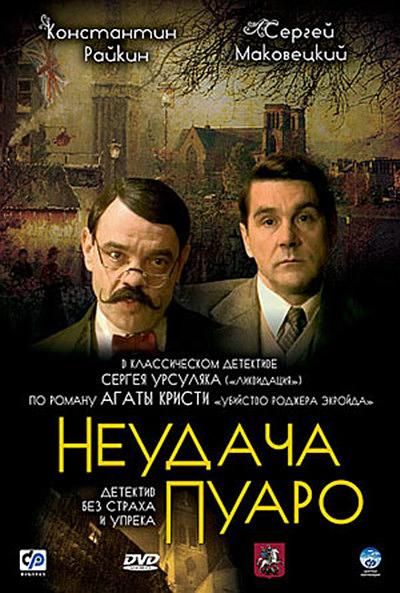 Константин
Райкин
Сергей
Маковецкий
в классическом детективе
Сергея Урсуляка («Ликвидация»)
по роману Агаты Кристи «Убийство Роджера Экройда»
Неудача
Пуаро
детектив
без страха
и упрека
DVD
VIDEO